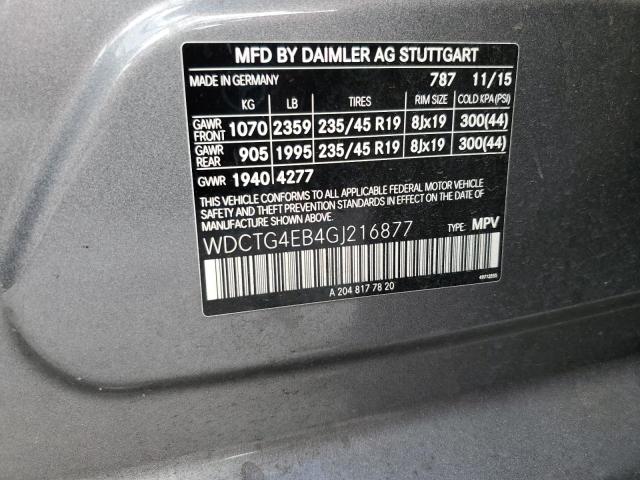 MFD BY DAIMLER AG STUTTGART
MADE IN GERMANY 787 11/15
KG LB TIRES RIM SIZE COLD KPA(PSI)
GAWR FRONT 1070 2359 235/45 R19 8Jx19 300(44)
GAWR REAR 905 1995 235/45 R19 8Jx19 300(44)
GVWR 1940 4277
THIS VEHICLE CONFORMS TO ALL APPLICABLE FEDERAL MOTOR VEHICLE
SAFETY AND THEFT PREVENTION STANDARDS IN EFFECT
ON THE DATE OF MANUFACTURE SHOWN ABOVE.
WDCTG4EB4GJ216877 TYPE: MPV
A 204 817 78 20